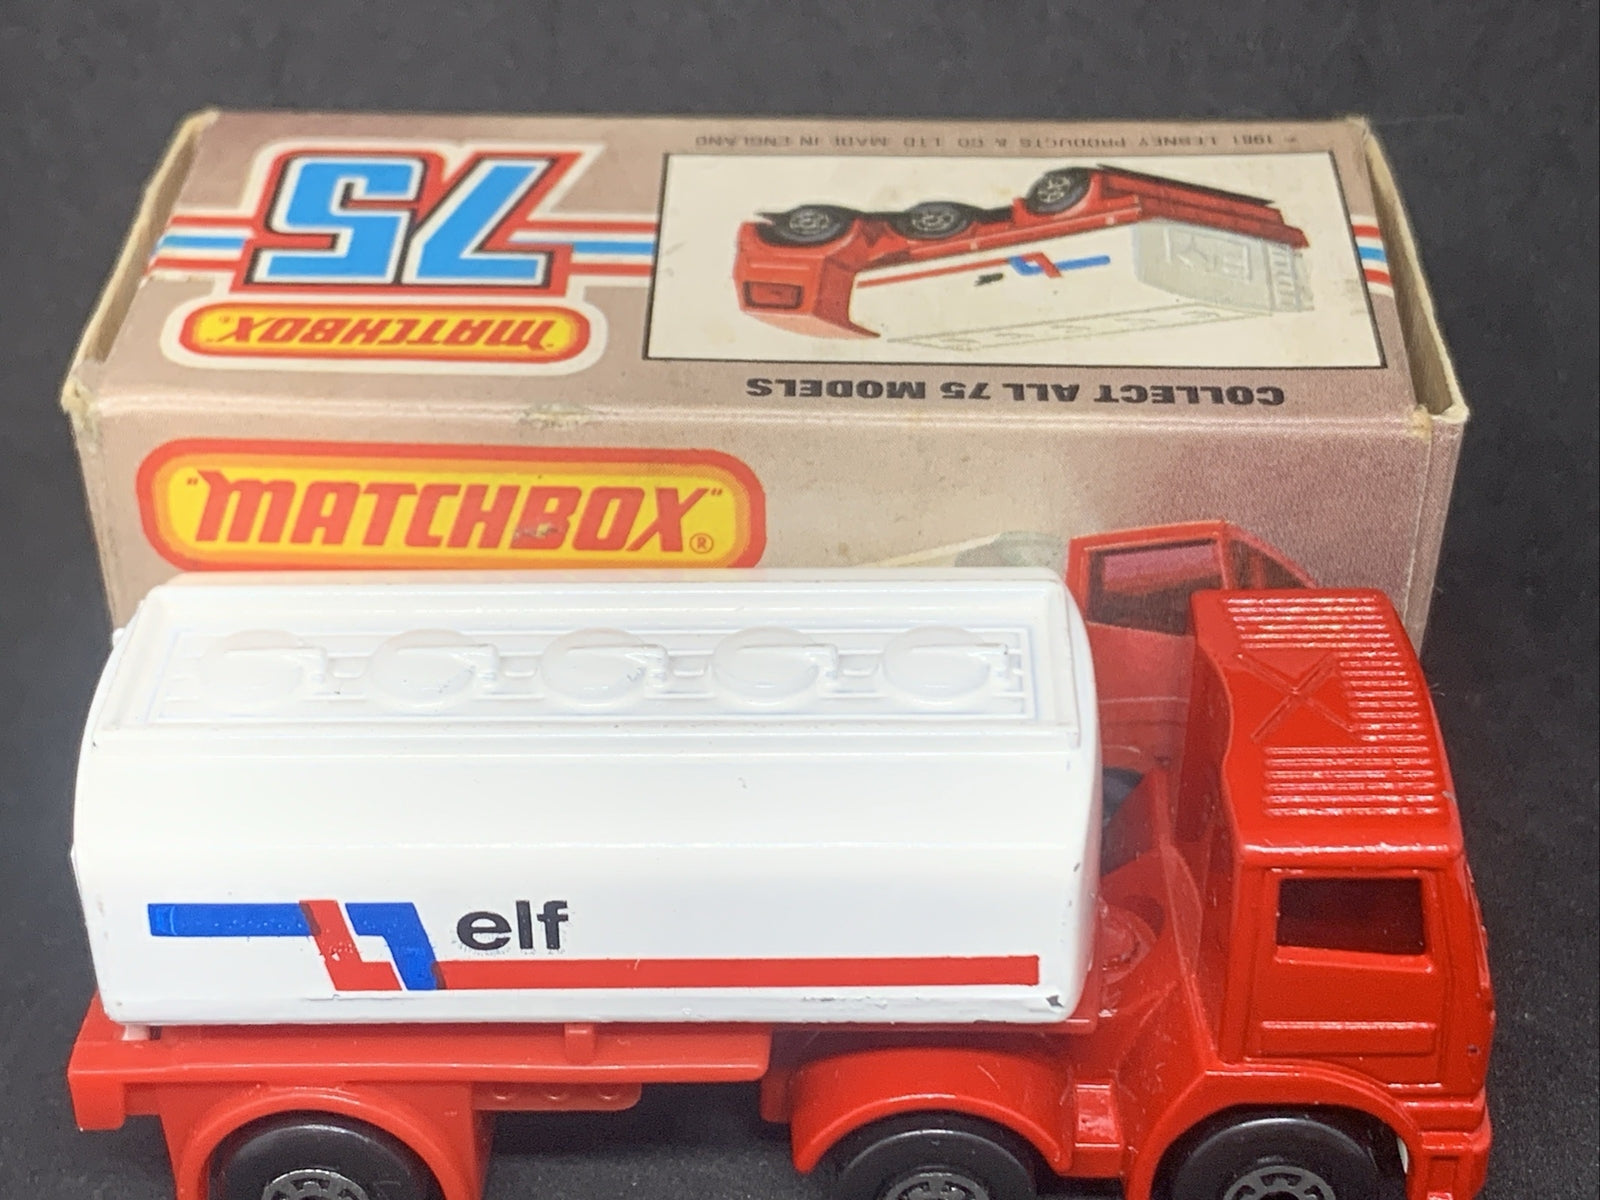 © 1981 LESNEY PRODUCTS & CO LTD MADE IN ENGLAND
75
"MATCHBOX"®
COLLECT ALL 75 MODELS
"MATCHBOX"®
elf